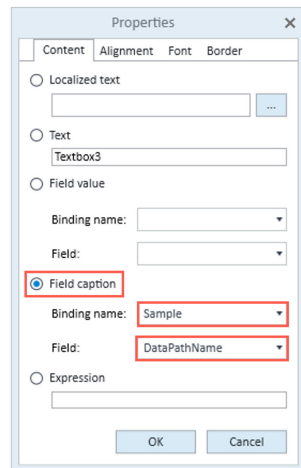 Properties
Content Alignment Font Border
Localized text
...
Text
Textbox3
Field value
Binding name:
Field:
Field caption
Binding name: Sample
Field: DataPathName
Expression
OK Cancel